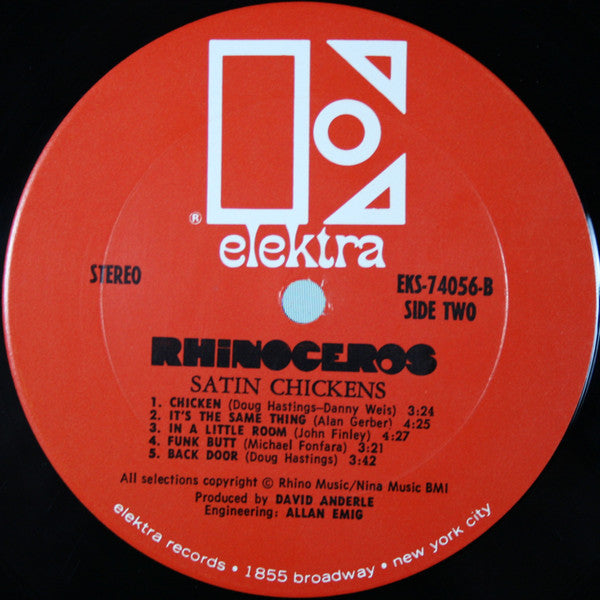 ®
elektra
STEREO
EKS-74056-B
SIDE TWO
RHiNOCEROS
SATIN CHICKENS
1. CHICKEN (Doug Hastings—Danny Weis) 3:24
2. IT'S THE SAME THING (Alan Gerber) 4:25
3. IN A LITTLE ROOM (John Finley) 4:27
4. FUNK BUTT (Michael Fonfara) 3:21
5. BACK DOOR (Doug Hastings) 3:42
All selections copyright © Rhino Music/Nina Music BMI
Produced by DAVID ANDERLE
Engineering: ALLAN EMIG
elektra records • 1855 broadway • new york city